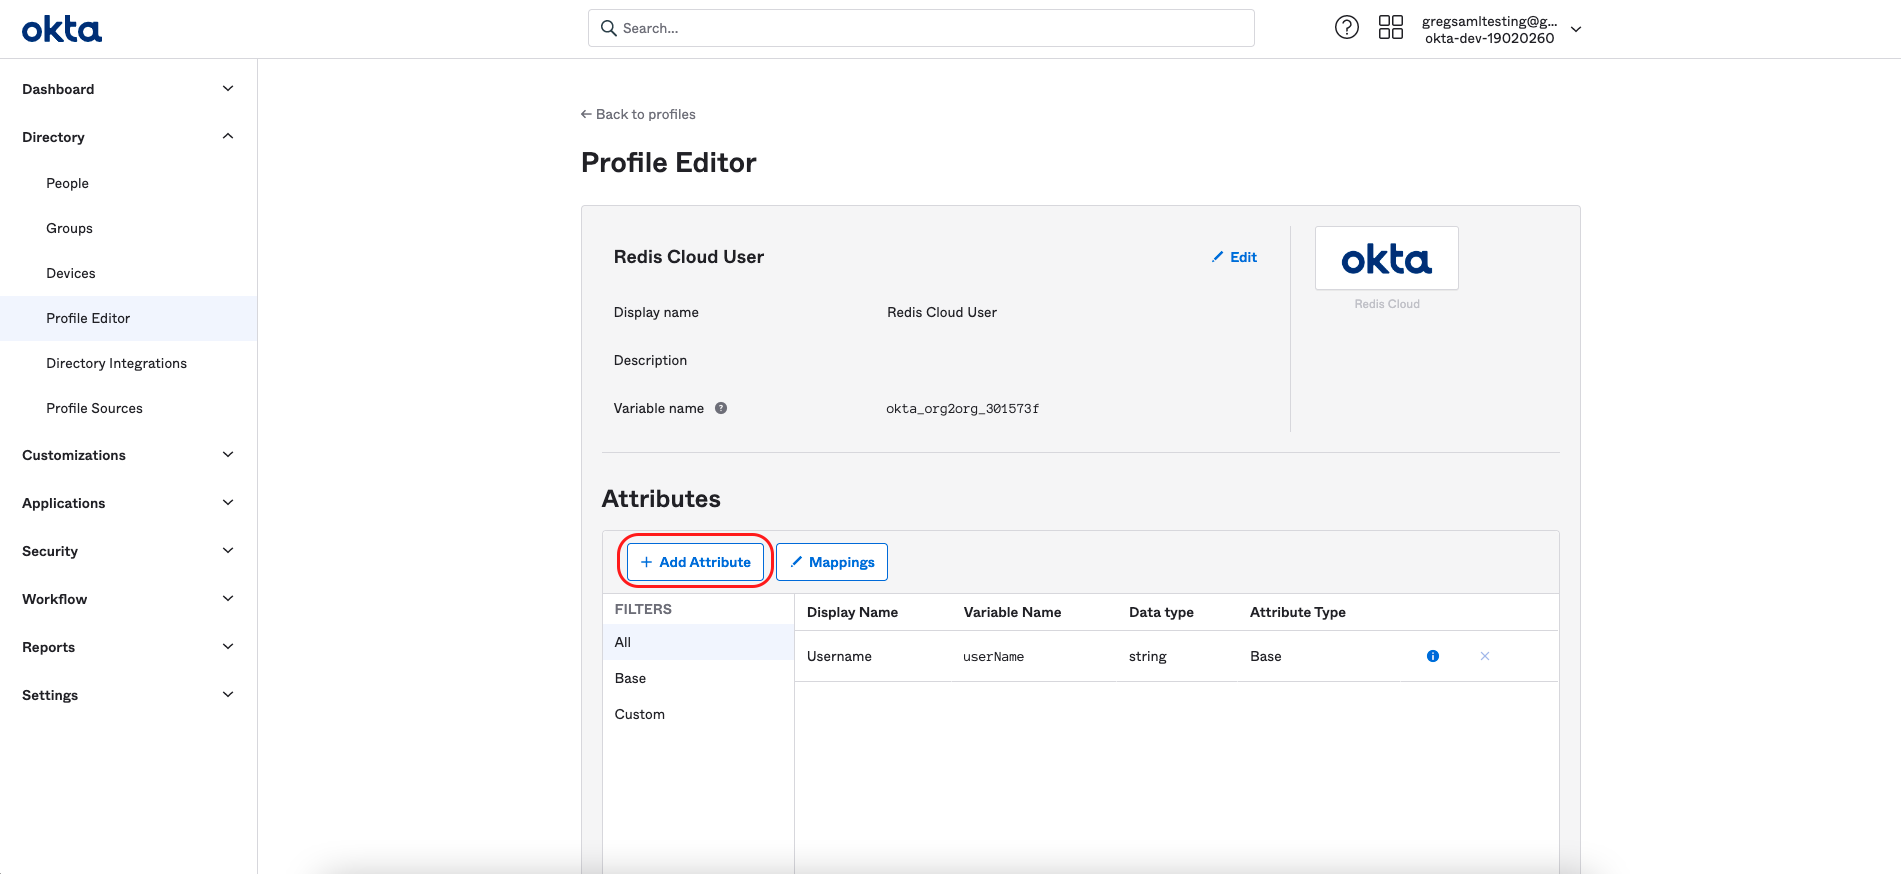 okta
Search...
gregsamltesting@g...
okta-dev-19020260
Dashboard
Directory
People
Groups
Devices
Profile Editor
Directory Integrations
Profile Sources
Customizations
Applications
Security
Workflow
Reports
Settings
← Back to profiles
Profile Editor
Redis Cloud User
Edit
Display name
Redis Cloud User
Description
Variable name
okta_org2org_301573f
okta
Redis Cloud
Attributes
+ Add Attribute
Mappings
FILTERS
All
Base
Custom
Display Name Variable Name Data type Attribute Type
Username userName string Base